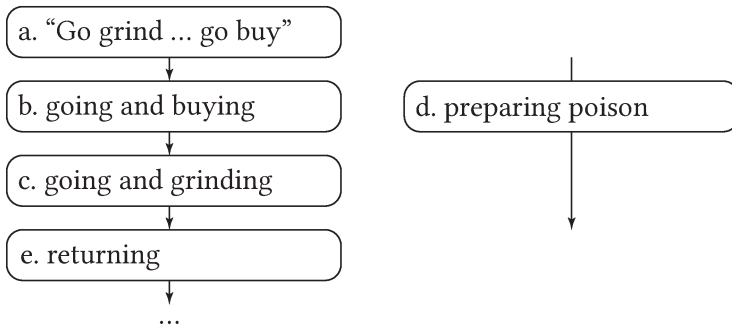 a. “Go grind … go buy”
b. going and buying
d. preparing poison
c. going and grinding
e. returning
…